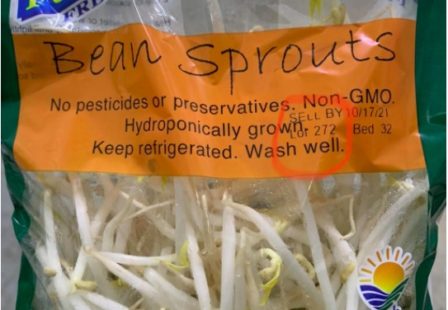 Bean Sprouts
No pesticides or preservatives. Non-GMO.
SELL BY 10/17/21
Hydroponically grown.
Lot 272 Bed 32
Keep refrigerated. Wash well.